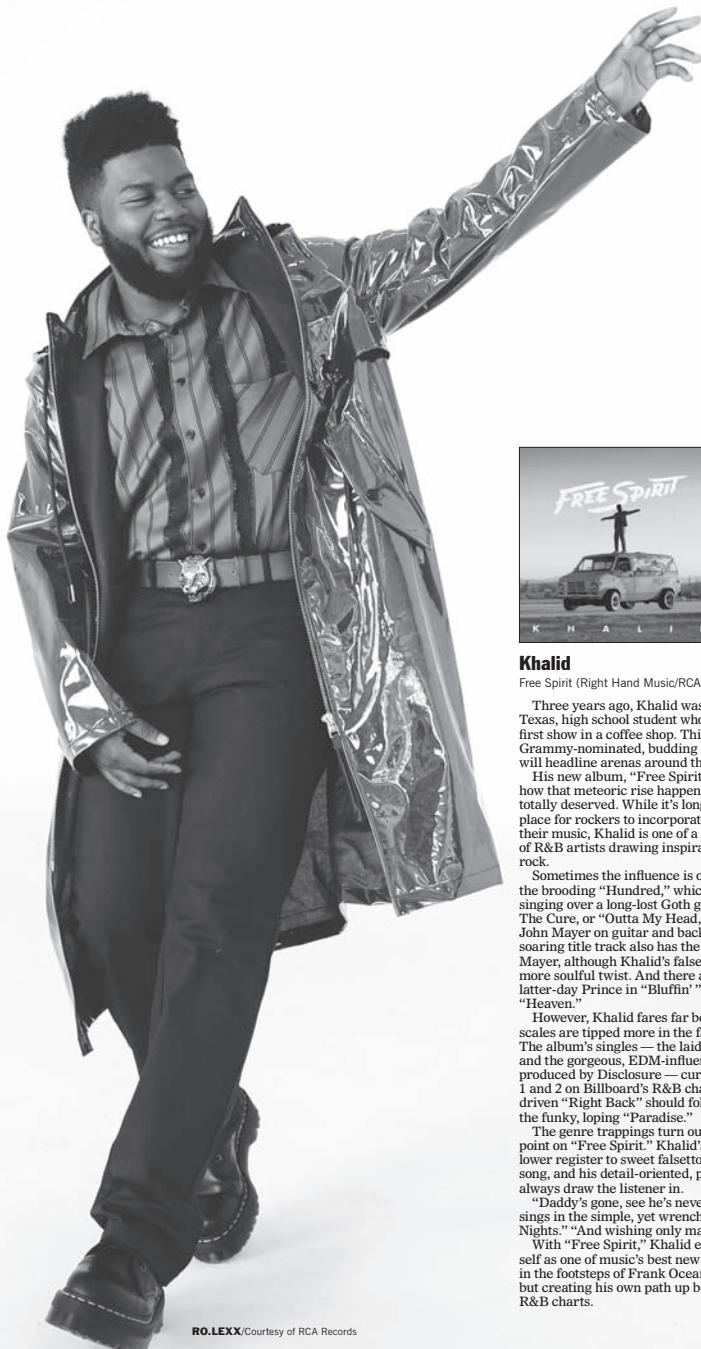 FREE SPIRIT
K H A L I
Khalid
Free Spirit (Right Hand Music/RCA
Three years ago, Khalid was
Texas, high school student who
first show in a coffee shop. Thi
Grammy-nominated, budding
will headline arenas around th
His new album, “Free Spirit
how that meteoric rise happen
totally deserved. While it’s long
place for rockers to incorporat
their music, Khalid is one of a
of R&B artists drawing inspira
rock.
Sometimes the influence is o
the brooding “Hundred,” whic
singing over a long-lost Goth g
The Cure, or “Outta My Head,
John Mayer on guitar and back
soaring title track also has the
Mayer, although Khalid’s false
more soulful twist. And there a
latter-day Prince in “Bluffin’ ”
“Heaven.”
However, Khalid fares far be
scales are tipped more in the fa
The album’s singles — the laid
and the gorgeous, EDM-influen
produced by Disclosure — cur
1 and 2 on Billboard’s R&B cha
driven “Right Back” should fol
the funky, loping “Paradise.”
The genre trappings turn ou
point on “Free Spirit.” Khalid’s
lower register to sweet falsetto
song, and his detail-oriented, p
always draw the listener in.
“Daddy’s gone, see he’s neve
sings in the simple, yet wrench
Nights.” “And wishing only ma
With “Free Spirit,” Khalid e
self as one of music’s best new
in the footsteps of Frank Ocean
but creating his own path up b
R&B charts.
RO.LEXX/Courtesy of RCA Records